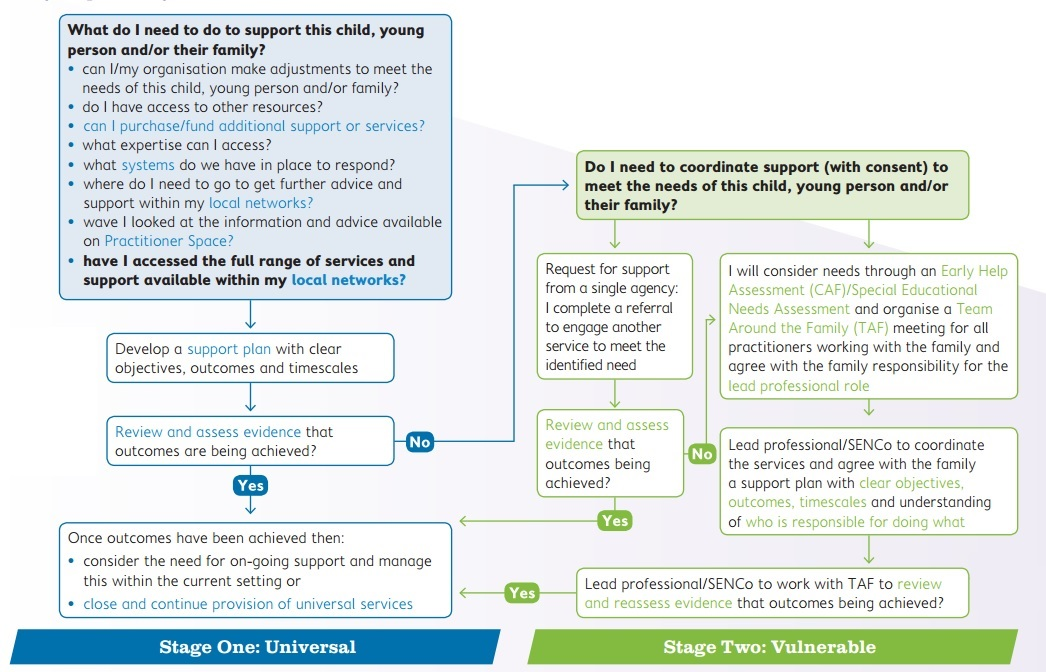 What do I need to do to support this child, young
person and/or their family?
• can I/my organisation make adjustments to meet the
needs of this child, young person and/or family?
• do I have access to other resources?
• can I purchase/fund additional support or services?
• what expertise can I access?
• what systems do we have in place to respond?
• where do I need to go to get further advice and
support within my local networks?
• wave I looked at the information and advice available
on Practitioner Space?
• have I accessed the full range of services and
support available within my local networks?
Develop a support plan with clear
objectives, outcomes and timescales
Review and assess evidence that
outcomes are being achieved?
No
Yes
Once outcomes have been achieved then:
• consider the need for on-going support and manage
this within the current setting or
• close and continue provision of universal services
Stage One: Universal
Do I need to coordinate support (with consent) to
meet the needs of this child, young person and/or
their family?
Request for support
from a single agency:
I complete a referral
to engage another
service to meet the
identified need
Review and assess
evidence that
outcomes being
achieved?
No
Yes
I will consider needs through an Early Help
Assessment (CAF)/Special Educational
Needs Assessment and organise a Team
Around the Family (TAF) meeting for all
practitioners working with the family and
agree with the family responsibility for the
lead professional role
Lead professional/SENCo to coordinate
the services and agree with the family
a support plan with clear objectives,
outcomes, timescales and understanding
of who is responsible for doing what
Lead professional/SENCo to work with TAF to review
and reassess evidence that outcomes being achieved?
Yes
Stage Two: Vulnerable